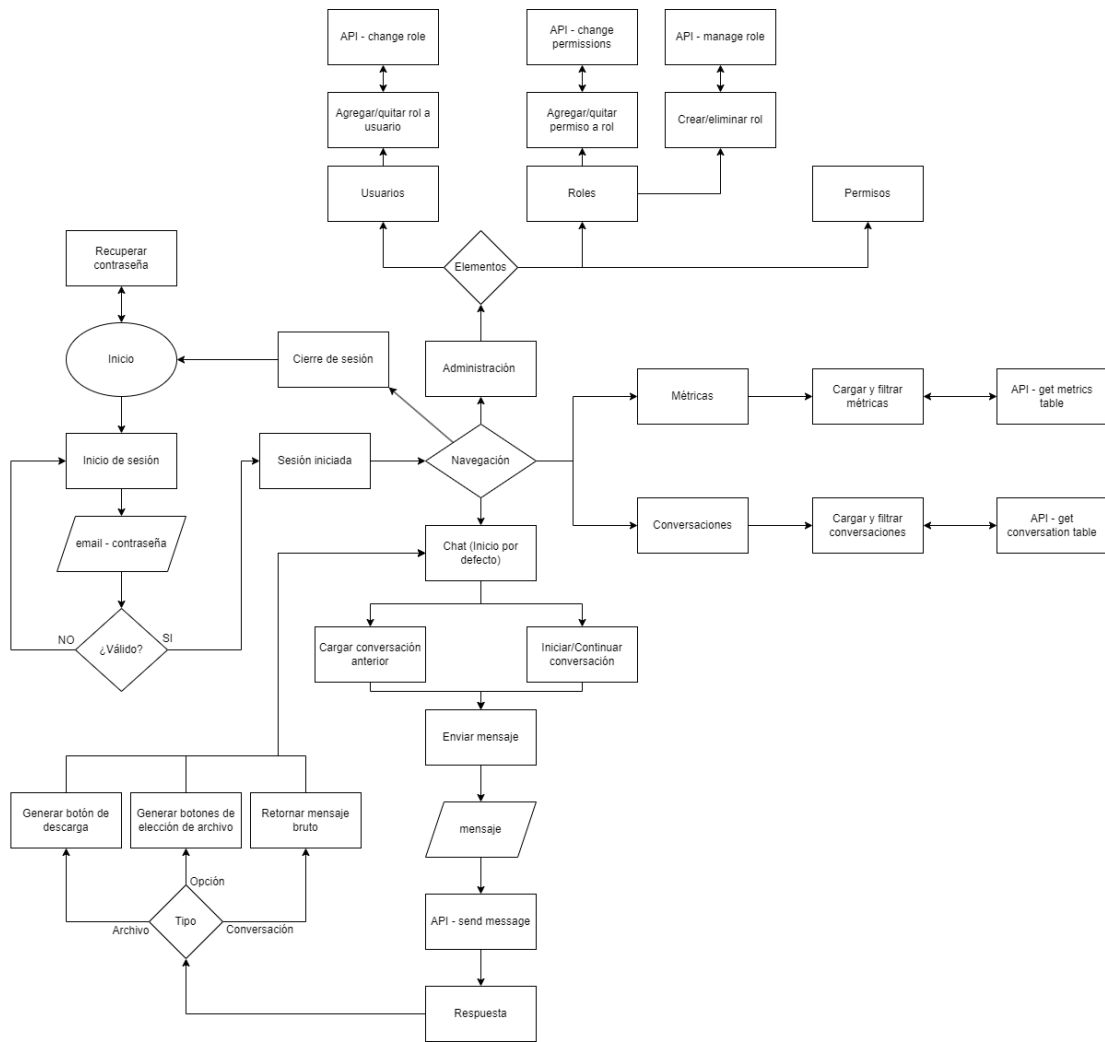 API - change role
API - change
permissions
API - manage role
Agregar/quitar rol a
usuario
Agregar/quitar
permiso a rol
Crear/eliminar rol
Usuarios
Roles
Permisos
Elementos
Recuperar
contraseña
Inicio
Cierre de sesión
Administración
Mètricas
Cargar y filtrar
métricas
API - get metrics
table
Inicio de sesión
Sesión iniciada
Navegación
email - contraseña
Conversaciones
Cargar y filtrar
conversaciones
API - get
conversation table
Chat (Inicio por
defecto)
NO
¿Válido?
SI
Cargar conversación
anterior
Iniciar/Continuar
conversación
Enviar mensaje
Generar botón de
descarga
Generar botones de
elección de archivo
Retornar mensaje
bruto
mensaje
Opción
Archivo
Tipo
Conversación
API - send message
Respuesta